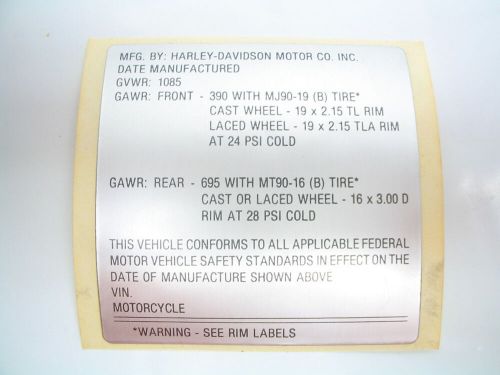 MFG. BY: HARLEY-DAVIDSON MOTOR CO. INC.
DATE MANUFACTURED
GVWR: 1085
GAWR: FRONT - 390 WITH MJ90-19 (B) TIRE*
CAST WHEEL - 19 x 2.15 TL RIM
LACED WHEEL - 19 x 2.15 TLA RIM
AT 24 PSI COLD
GAWR: REAR - 695 WITH MT90-16 (B) TIRE*
CAST OR LACED WHEEL - 16 x 3.00 D
RIM AT 28 PSI COLD
THIS VEHICLE CONFORMS TO ALL APPLICABLE FEDERAL
MOTOR VEHICLE SAFETY STANDARDS IN EFFECT ON THE
DATE OF MANUFACTURE SHOWN ABOVE
VIN.
MOTORCYCLE
*WARNING - SEE RIM LABELS